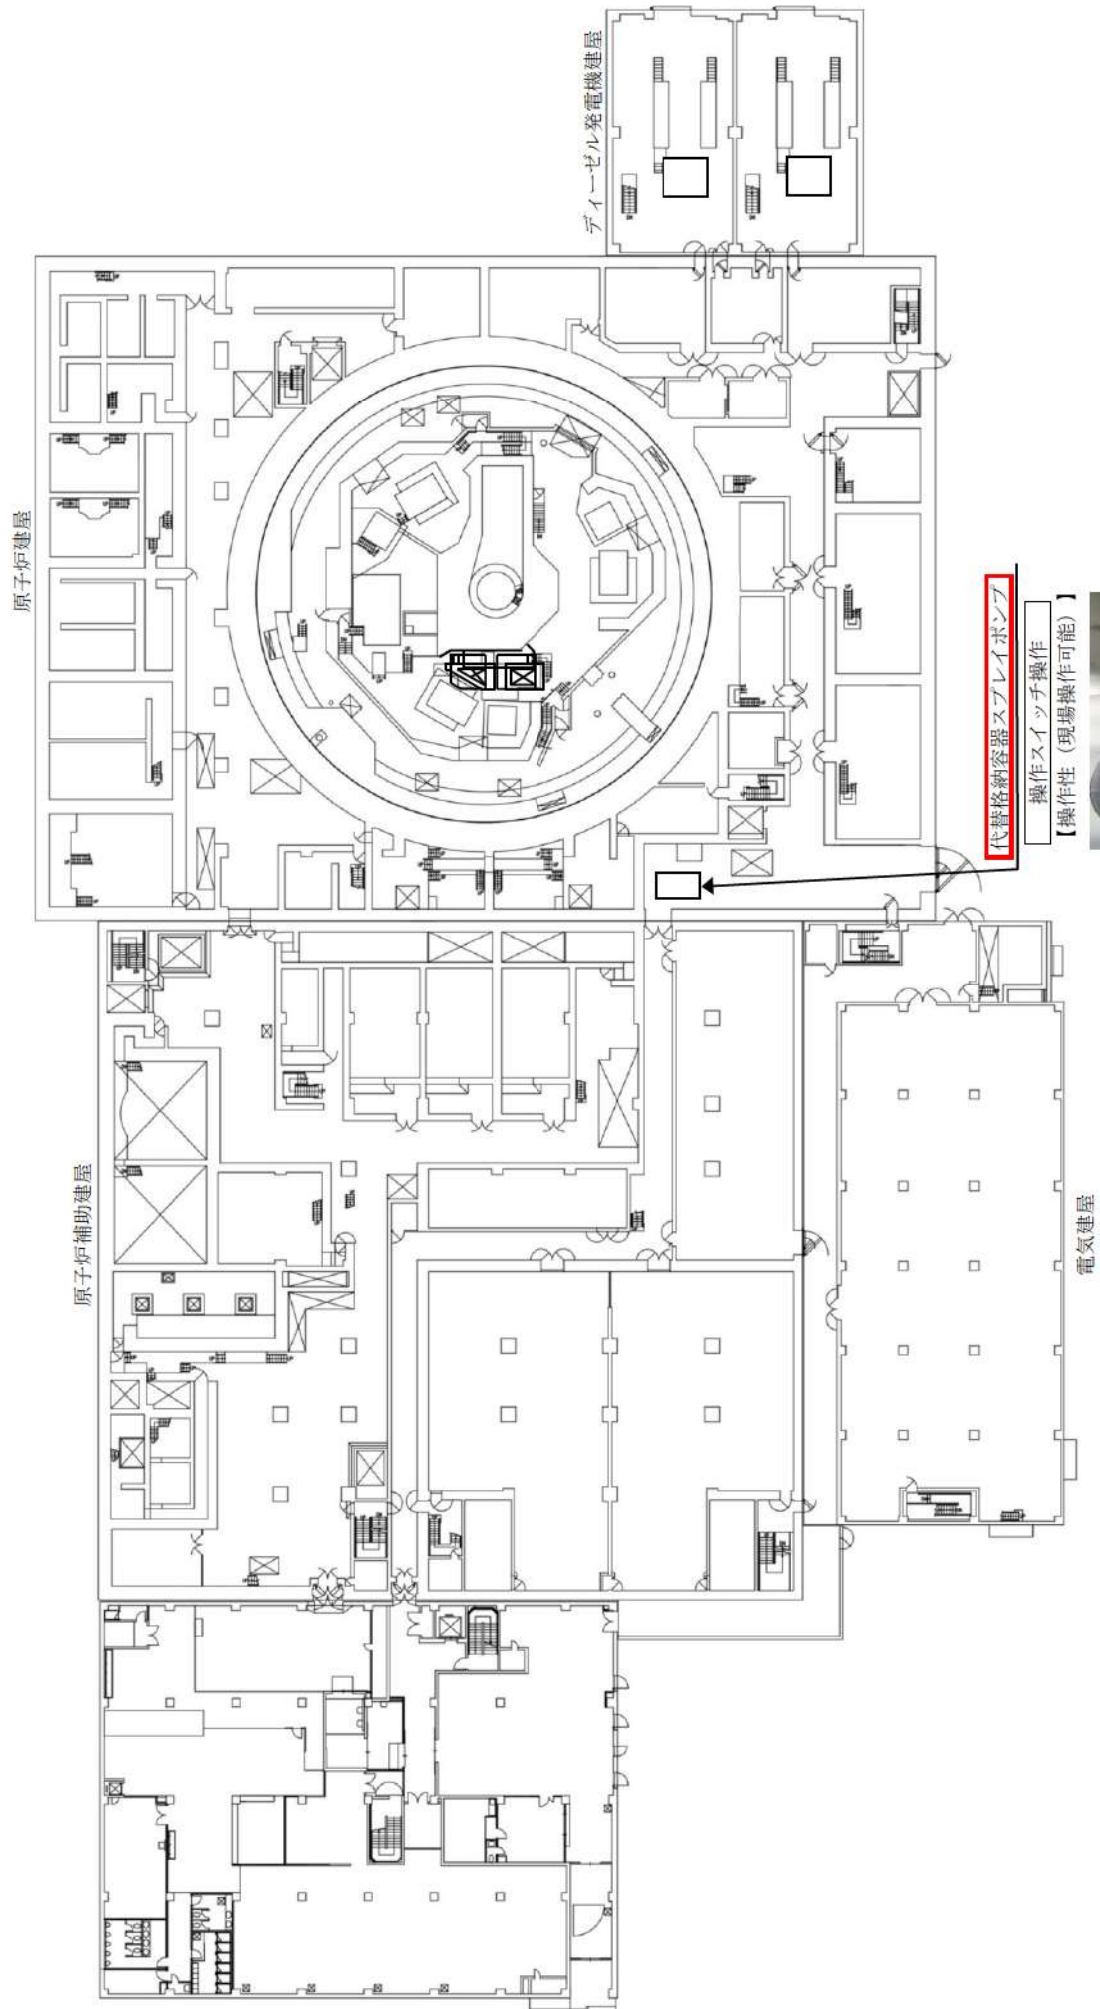 原子炉建屋
ディーゼル発電機建屋
原子炉補助建屋
電気建屋
代替格納容器スプレイポンプ
操作スイッチ操作
【操作性（現場操作可能）】